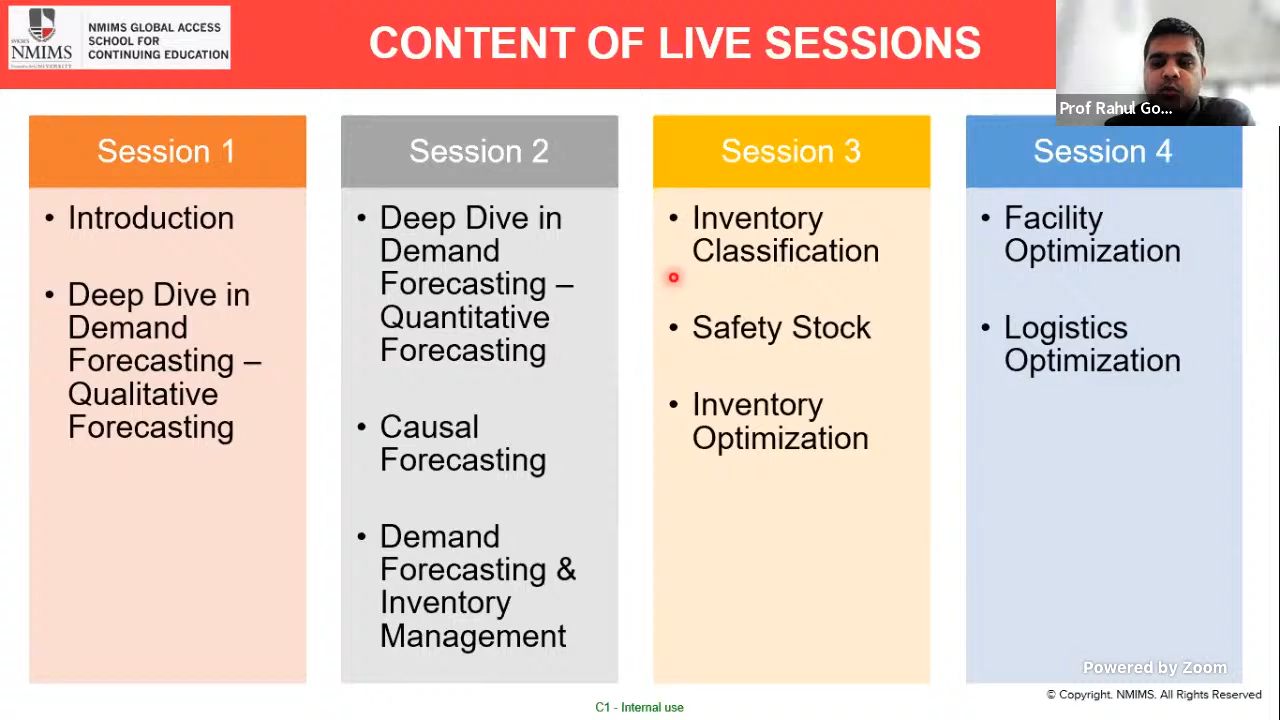 NMIMS
NMIMS GLOBAL ACCESS
SCHOOL FOR
CONTINUING EDUCATION
CONTENT OF LIVE SESSIONS
Prof Rahul Go...
Session 1
• Introduction
• Deep Dive in
Demand
Forecasting –
Qualitative
Forecasting
Session 2
• Deep Dive in
Demand
Forecasting –
Quantitative
Forecasting
• Causal
Forecasting
• Demand
Forecasting &
Inventory
Management
Session 3
• Inventory
Classification
• Safety Stock
• Inventory
Optimization
Session 4
• Facility
Optimization
• Logistics
Optimization
Powered by Zoom
© Copyright. NMIMS. All Rights Reserved
C1 - Internal use